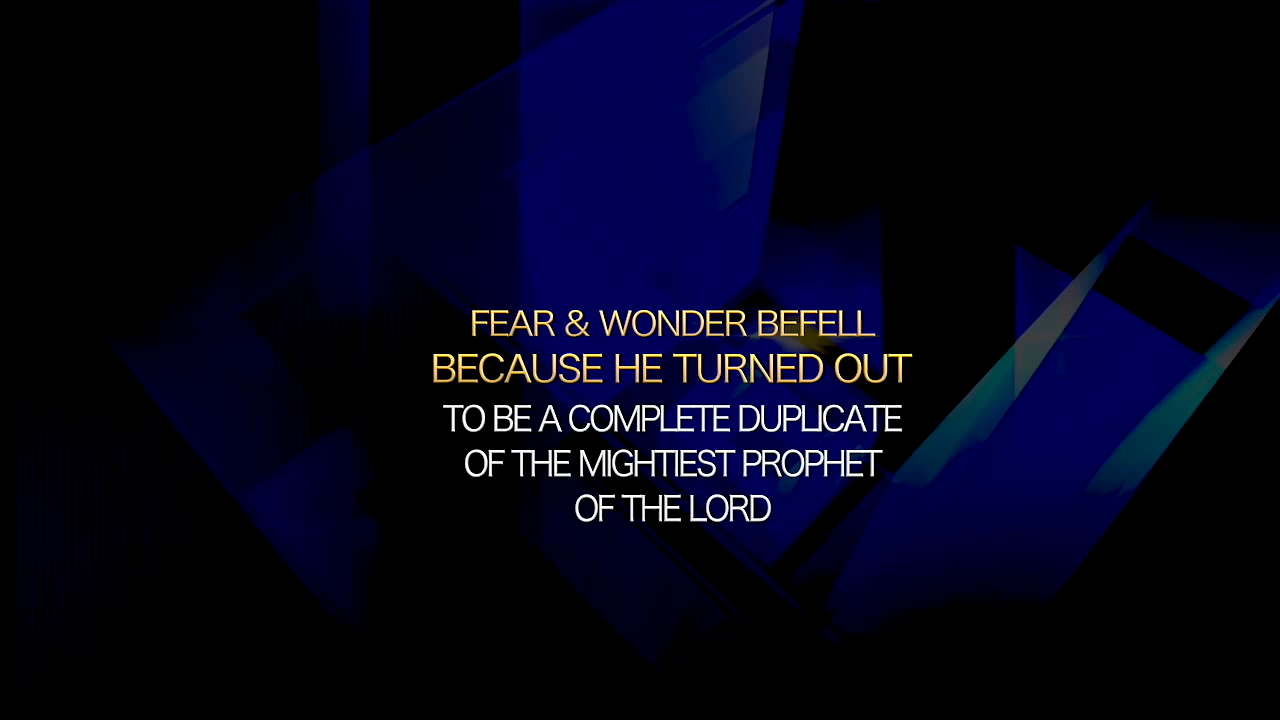 FEAR & WONDER BEFELL
BECAUSE HE TURNED OUT
TO BE A COMPLETE DUPLICATE
OF THE MIGHTIEST PROPHET
OF THE LORD